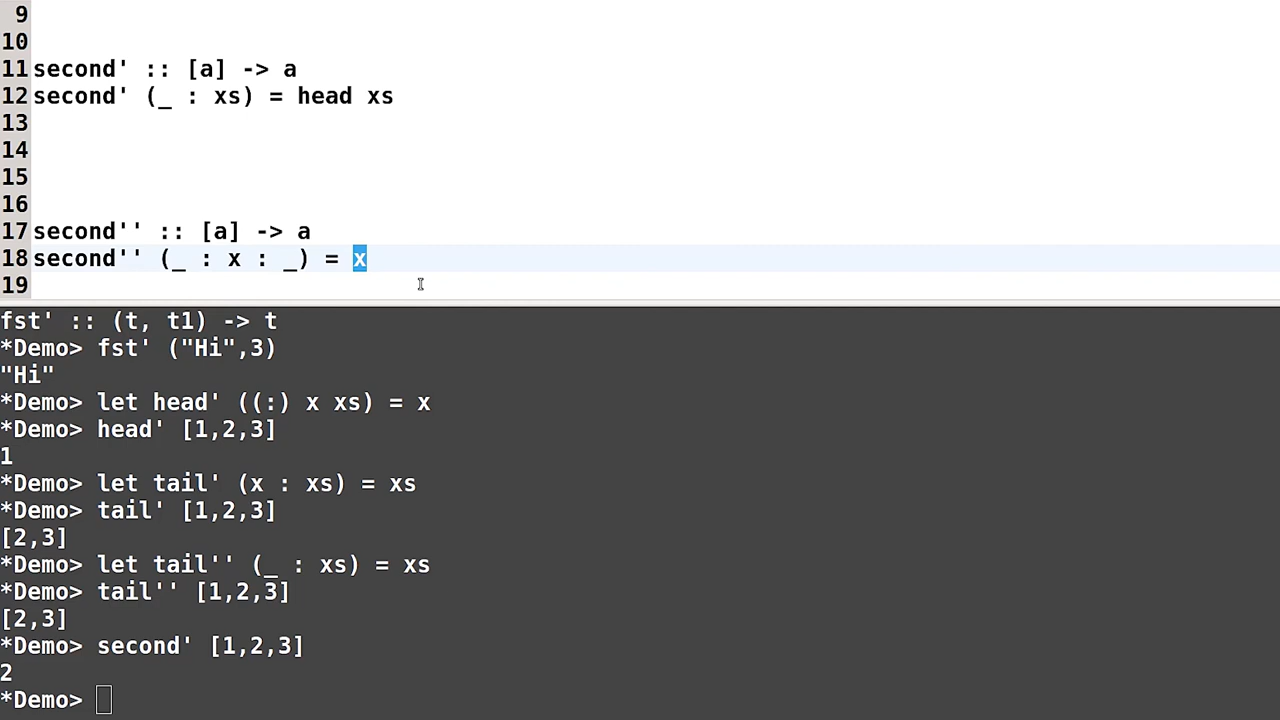 9
10
11 second' :: [a] -> a
12 second' (_ : xs) = head xs
13
14
15
16
17 second'' :: [a] -> a
18 second'' (_ : x : _) = x
19
fst' :: (t, t1) -> t
*Demo> fst' ("Hi",3)
"Hi"
*Demo> let head' ((:) x xs) = x
*Demo> head' [1,2,3]
1
*Demo> let tail' (x : xs) = xs
*Demo> tail' [1,2,3]
[2,3]
*Demo> let tail'' (_ : xs) = xs
*Demo> tail'' [1,2,3]
[2,3]
*Demo> second' [1,2,3]
2
*Demo>